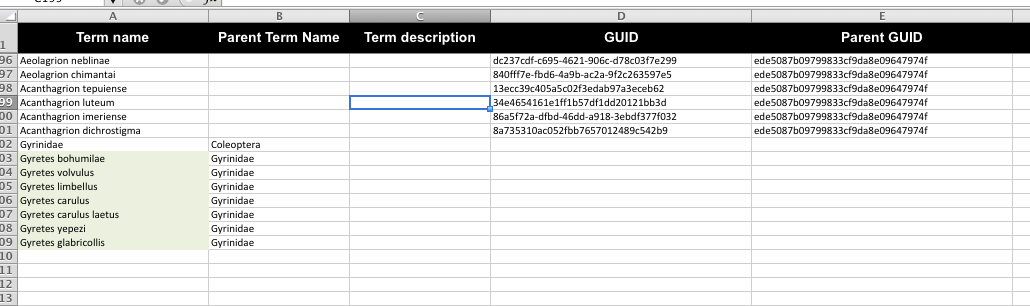 C199
A B C D E
1 Term name Parent Term Name Term description GUID Parent GUID
96 Aeolagrion neblinae dc237cdf-c695-4621-906c-d78c03f7e299 ede5087b09799833cf9da8e09647974f
97 Aeolagrion chimantai 840fff7e-fbd6-4a9b-ac2a-9f2c263597e5 ede5087b09799833cf9da8e09647974f
98 Acanthagrion tepuiense 13ecc39c405a5c02f3edab97a3eceb62 ede5087b09799833cf9da8e09647974f
99 Acanthagrion luteum 34e4654161e1ff1b57df1dd20121bb3d ede5087b09799833cf9da8e09647974f
00 Acanthagrion imeriense 86a5f72a-dfbd-46dd-a918-3ebdf377f032 ede5087b09799833cf9da8e09647974f
01 Acanthagrion dichrostigma 8a735310ac052fbb7657012489c542b9 ede5087b09799833cf9da8e09647974f
02 Gyrinidae Coleoptera
03 Gyretes bohumilae Gyrinidae
04 Gyretes volvulus Gyrinidae
05 Gyretes limbellus Gyrinidae
06 Gyretes carulus Gyrinidae
07 Gyretes carulus laetus Gyrinidae
08 Gyretes yepezi Gyrinidae
09 Gyretes glabricollis Gyrinidae
10
11
12
13